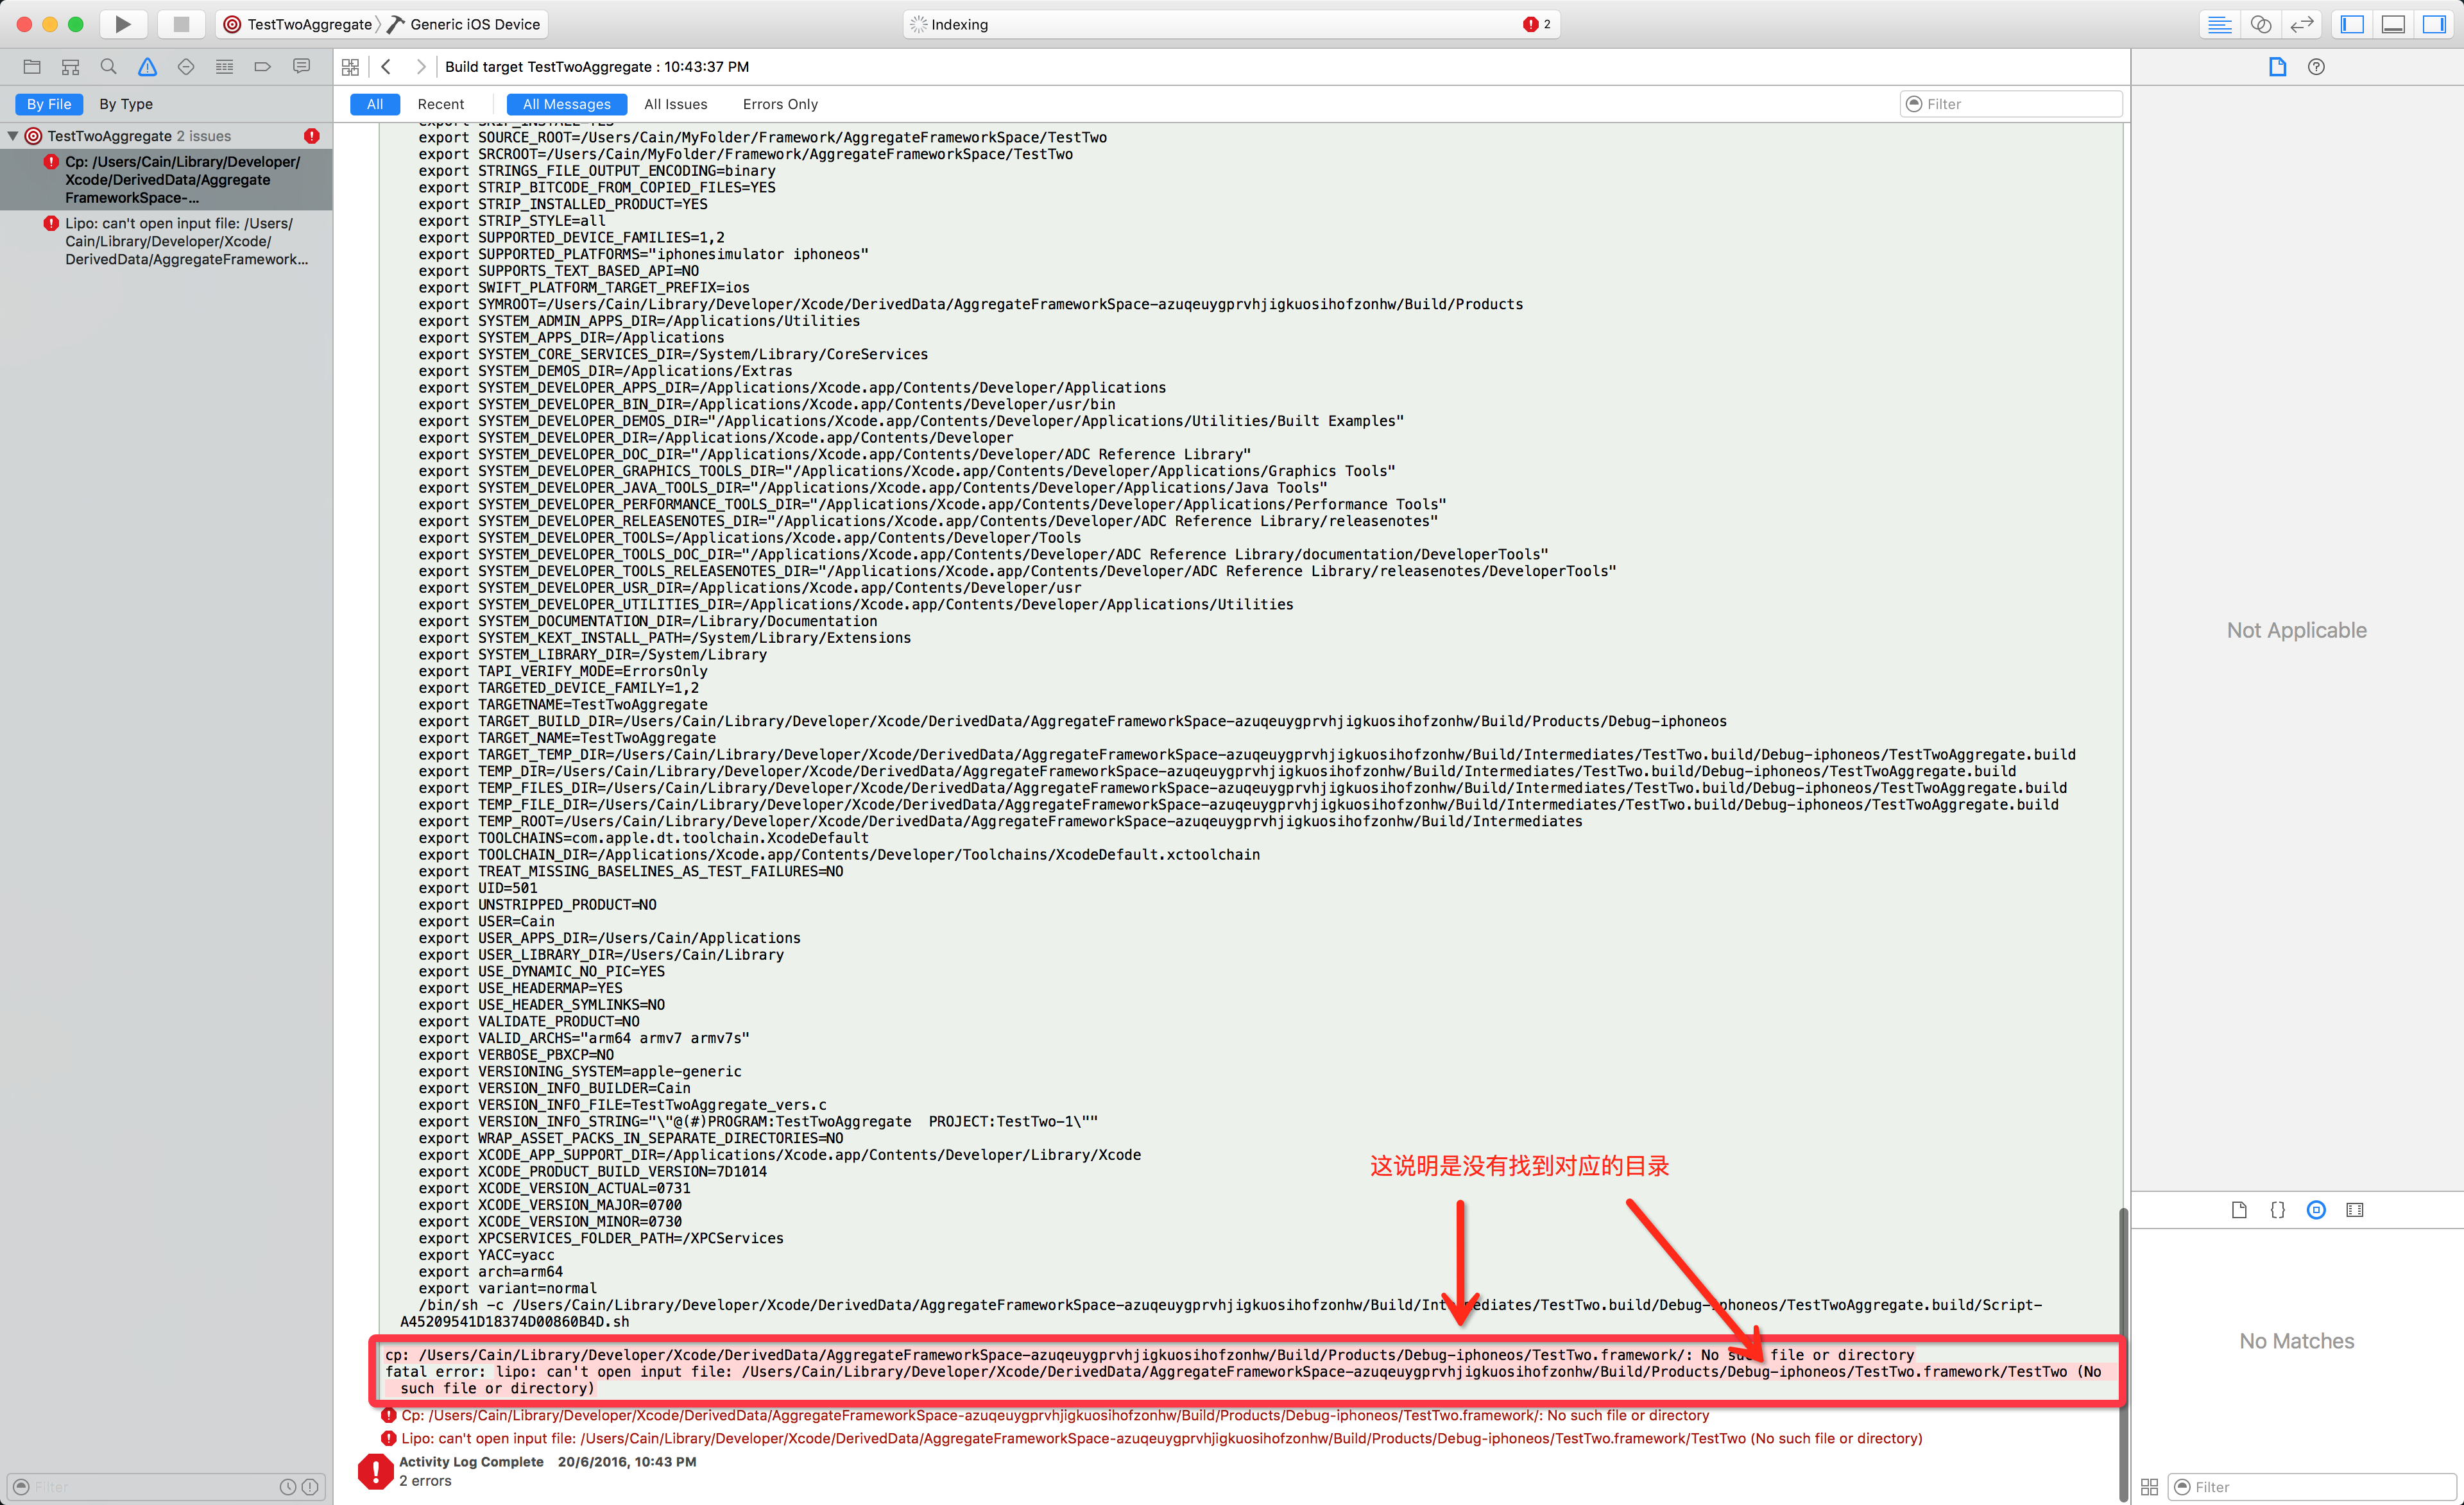 TestTwoAggregate
Generic iOS Device
Indexing
2
Build target TestTwoAggregate : 10:43:37 PM
By File
By Type
All
Recent
All Messages
All Issues
Errors Only
Filter
TestTwoAggregate 2 issues
Cp: /Users/Cain/Library/Developer/
Xcode/DerivedData/Aggregate
FrameworkSpace-...
Lipo: can't open input file: /Users/
Cain/Library/Developer/Xcode/
DerivedData/AggregateFramework...
export SKIP_INSTALL=YES
export SOURCE_ROOT=/Users/Cain/MyFolder/Framework/AggregateFrameworkSpace/TestTwo
export SRCROOT=/Users/Cain/MyFolder/Framework/AggregateFrameworkSpace/TestTwo
export STRINGS_FILE_OUTPUT_ENCODING=binary
export STRIP_BITCODE_FROM_COPIED_FILES=YES
export STRIP_INSTALLED_PRODUCT=YES
export STRIP_STYLE=all
export SUPPORTED_DEVICE_FAMILIES=1,2
export SUPPORTED_PLATFORMS="iphonesimulator iphoneos"
export SUPPORTS_TEXT_BASED_API=NO
export SWIFT_PLATFORM_TARGET_PREFIX=ios
export SYMROOT=/Users/Cain/Library/Developer/Xcode/DerivedData/AggregateFrameworkSpace-azuqeuygprvhjigkuosihofzonhw/Build/Products
export SYSTEM_ADMIN_APPS_DIR=/Applications/Utilities
export SYSTEM_APPS_DIR=/Applications
export SYSTEM_CORE_SERVICES_DIR=/System/Library/CoreServices
export SYSTEM_DEMOS_DIR=/Applications/Extras
export SYSTEM_DEVELOPER_APPS_DIR=/Applications/Xcode.app/Contents/Developer/Applications
export SYSTEM_DEVELOPER_BIN_DIR=/Applications/Xcode.app/Contents/Developer/usr/bin
export SYSTEM_DEVELOPER_DEMOS_DIR="/Applications/Xcode.app/Contents/Developer/Applications/Utilities/Built Examples"
export SYSTEM_DEVELOPER_DIR=/Applications/Xcode.app/Contents/Developer
export SYSTEM_DEVELOPER_DOC_DIR="/Applications/Xcode.app/Contents/Developer/ADC Reference Library"
export SYSTEM_DEVELOPER_GRAPHICS_TOOLS_DIR="/Applications/Xcode.app/Contents/Developer/Applications/Graphics Tools"
export SYSTEM_DEVELOPER_JAVA_TOOLS_DIR="/Applications/Xcode.app/Contents/Developer/Applications/Java Tools"
export SYSTEM_DEVELOPER_PERFORMANCE_TOOLS_DIR="/Applications/Xcode.app/Contents/Developer/Applications/Performance Tools"
export SYSTEM_DEVELOPER_RELEASENOTES_DIR="/Applications/Xcode.app/Contents/Developer/ADC Reference Library/releasenotes"
export SYSTEM_DEVELOPER_TOOLS=/Applications/Xcode.app/Contents/Developer/Tools
export SYSTEM_DEVELOPER_TOOLS_DOC_DIR="/Applications/Xcode.app/Contents/Developer/ADC Reference Library/documentation/DeveloperTools"
export SYSTEM_DEVELOPER_TOOLS_RELEASENOTES_DIR="/Applications/Xcode.app/Contents/Developer/ADC Reference Library/releasenotes/DeveloperTools"
export SYSTEM_DEVELOPER_USR_DIR=/Applications/Xcode.app/Contents/Developer/usr
export SYSTEM_DEVELOPER_UTILITIES_DIR=/Applications/Xcode.app/Contents/Developer/Applications/Utilities
export SYSTEM_DOCUMENTATION_DIR=/Library/Documentation
export SYSTEM_KEXT_INSTALL_PATH=/System/Library/Extensions
export SYSTEM_LIBRARY_DIR=/System/Library
export TAPI_VERIFY_MODE=ErrorsOnly
export TARGETED_DEVICE_FAMILY=1,2
export TARGETNAME=TestTwoAggregate
export TARGET_BUILD_DIR=/Users/Cain/Library/Developer/Xcode/DerivedData/AggregateFrameworkSpace-azuqeuygprvhjigkuosihofzonhw/Build/Products/Debug-iphoneos
export TARGET_NAME=TestTwoAggregate
export TARGET_TEMP_DIR=/Users/Cain/Library/Developer/Xcode/DerivedData/AggregateFrameworkSpace-azuqeuygprvhjigkuosihofzonhw/Build/Intermediates/TestTwo.build/Debug-iphoneos/TestTwoAggregate.build
export TEMP_DIR=/Users/Cain/Library/Developer/Xcode/DerivedData/AggregateFrameworkSpace-azuqeuygprvhjigkuosihofzonhw/Build/Intermediates/TestTwo.build/Debug-iphoneos/TestTwoAggregate.build
export TEMP_FILES_DIR=/Users/Cain/Library/Developer/Xcode/DerivedData/AggregateFrameworkSpace-azuqeuygprvhjigkuosihofzonhw/Build/Intermediates/TestTwo.build/Debug-iphoneos/TestTwoAggregate.build
export TEMP_FILE_DIR=/Users/Cain/Library/Developer/Xcode/DerivedData/AggregateFrameworkSpace-azuqeuygprvhjigkuosihofzonhw/Build/Intermediates/TestTwo.build/Debug-iphoneos/TestTwoAggregate.build
export TEMP_ROOT=/Users/Cain/Library/Developer/Xcode/DerivedData/AggregateFrameworkSpace-azuqeuygprvhjigkuosihofzonhw/Build/Intermediates
export TOOLCHAINS=com.apple.dt.toolchain.XcodeDefault
export TOOLCHAIN_DIR=/Applications/Xcode.app/Contents/Developer/Toolchains/XcodeDefault.xctoolchain
export TREAT_MISSING_BASELINES_AS_TEST_FAILURES=NO
export UID=501
export UNSTRIPPED_PRODUCT=NO
export USER=Cain
export USER_APPS_DIR=/Users/Cain/Applications
export USER_LIBRARY_DIR=/Users/Cain/Library
export USE_DYNAMIC_NO_PIC=YES
export USE_HEADERMAP=YES
export USE_HEADER_SYMLINKS=NO
export VALIDATE_PRODUCT=NO
export VALID_ARCHS="arm64 armv7 armv7s"
export VERBOSE_PBXCP=NO
export VERSIONING_SYSTEM=apple-generic
export VERSION_INFO_BUILDER=Cain
export VERSION_INFO_FILE=TestTwoAggregate_vers.c
export VERSION_INFO_STRING="\"@(#)PROGRAM:TestTwoAggregate  PROJECT:TestTwo-1\""
export WRAP_ASSET_PACKS_IN_SEPARATE_DIRECTORIES=NO
export XCODE_APP_SUPPORT_DIR=/Applications/Xcode.app/Contents/Developer/Library/Xcode
export XCODE_PRODUCT_BUILD_VERSION=7D1014
export XCODE_VERSION_ACTUAL=0731
export XCODE_VERSION_MAJOR=0700
export XCODE_VERSION_MINOR=0730
export XPCSERVICES_FOLDER_PATH=/XPCServices
export YACC=yacc
export arch=arm64
export variant=normal
这说明是没有找到对应的目录
/bin/sh -c /Users/Cain/Library/Developer/Xcode/DerivedData/AggregateFrameworkSpace-azuqeuygprvhjigkuosihofzonhw/Build/Intermediates/TestTwo.build/Debug-iphoneos/TestTwoAggregate.build/Script-
A45209541D18374D00860B4D.sh
cp: /Users/Cain/Library/Developer/Xcode/DerivedData/AggregateFrameworkSpace-azuqeuygprvhjigkuosihofzonhw/Build/Products/Debug-iphoneos/TestTwo.framework/: No such file or directory
fatal error: lipo: can't open input file: /Users/Cain/Library/Developer/Xcode/DerivedData/AggregateFrameworkSpace-azuqeuygprvhjigkuosihofzonhw/Build/Products/Debug-iphoneos/TestTwo.framework/TestTwo (No
such file or directory)
Cp: /Users/Cain/Library/Developer/Xcode/DerivedData/AggregateFrameworkSpace-azuqeuygprvhjigkuosihofzonhw/Build/Products/Debug-iphoneos/TestTwo.framework/: No such file or directory
Lipo: can't open input file: /Users/Cain/Library/Developer/Xcode/DerivedData/AggregateFrameworkSpace-azuqeuygprvhjigkuosihofzonhw/Build/Products/Debug-iphoneos/TestTwo.framework/TestTwo (No such file or directory)
Activity Log Complete 20/6/2016, 10:43 PM
2 errors
Filter
Not Applicable
No Matches
Filter